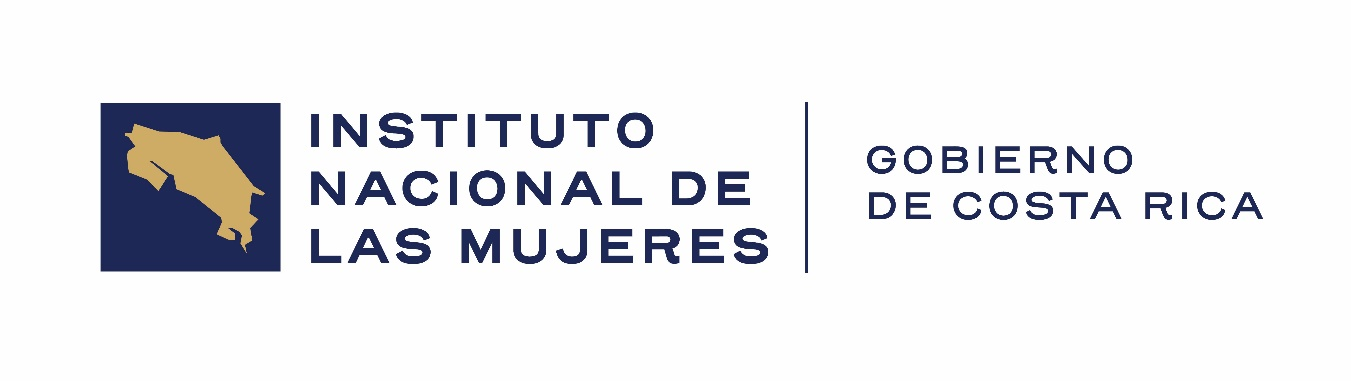 INSTITUTO
NACIONAL DE
LAS MUJERES
GOBIERNO
DE COSTA RICA